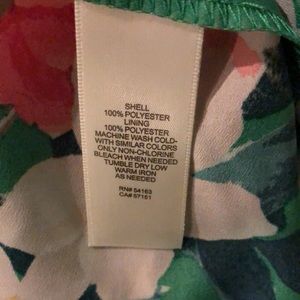 SHELL
100% POLYESTER
LINING
100% POLYESTER
MACHINE WASH COLD-
WITH SIMILAR COLORS
ONLY NON-CHLORINE
BLEACH WHEN NEEDED
TUMBLE DRY LOW
WARM IRON
AS NEEDED
RN# 54163
CA# 57151